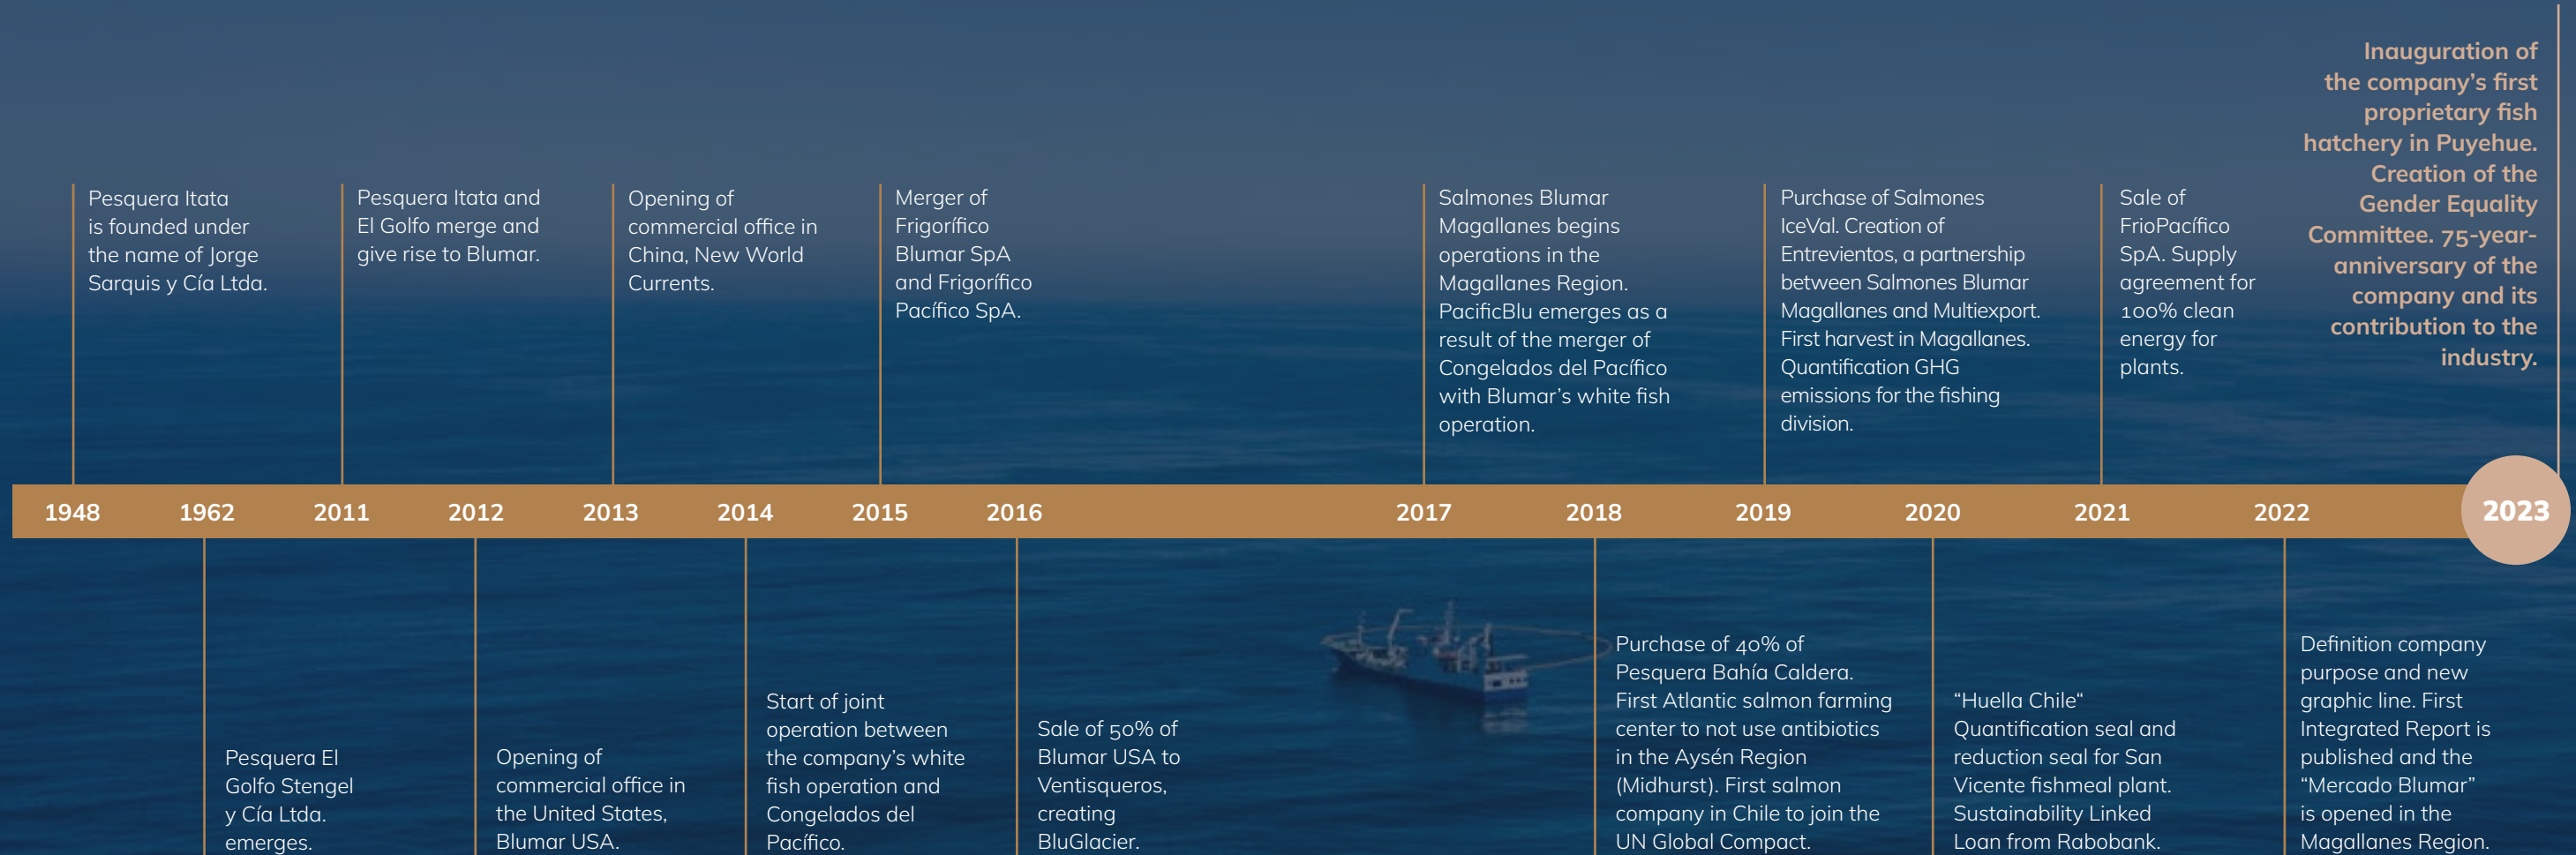 Inauguration of
the company’s first
proprietary fish
hatchery in Puyehue.
Creation of the
Gender Equality
Committee. 75-year-
anniversary of the
company and its
contribution to the
industry.
Pesquera Itata
is founded under
the name of Jorge
Sarquis y Cía Ltda.
Pesquera Itata and
El Golfo merge and
give rise to Blumar.
Opening of
commercial office in
China, New World
Currents.
Merger of
Frigorífico
Blumar SpA
and Frigorífico
Pacífico SpA.
Salmones Blumar
Magallanes begins
operations in the
Magallanes Region.
PacificBlu emerges as a
result of the merger of
Congelados del Pacífico
with Blumar’s white fish
operation.
Purchase of Salmones
IceVal. Creation of
Entrevientos, a partnership
between Salmones Blumar
Magallanes and Multiexport.
First harvest in Magallanes.
Quantification GHG
emissions for the fishing
division.
Sale of
FrioPacífico
SpA. Supply
agreement for
100% clean
energy for
plants.
1948 1962 2011 2012 2013 2014 2015 2016 2017 2018 2019 2020 2021 2022 2023
Pesquera El
Golfo Stengel
y Cía Ltda.
emerges.
Opening of
commercial office in
the United States,
Blumar USA.
Start of joint
operation between
the company’s white
fish operation and
Congelados del
Pacífico.
Sale of 50% of
Blumar USA to
Ventisqueros,
creating
BluGlacier.
Purchase of 40% of
Pesquera Bahía Caldera.
First Atlantic salmon farming
center to not use antibiotics
in the Aysén Region
(Midhurst). First salmon
company in Chile to join the
UN Global Compact.
“Huella Chile“
Quantification seal and
reduction seal for San
Vicente fishmeal plant.
Sustainability Linked
Loan from Rabobank.
Definition company
purpose and new
graphic line. First
Integrated Report is
published and the
“Mercado Blumar”
is opened in the
Magallanes Region.